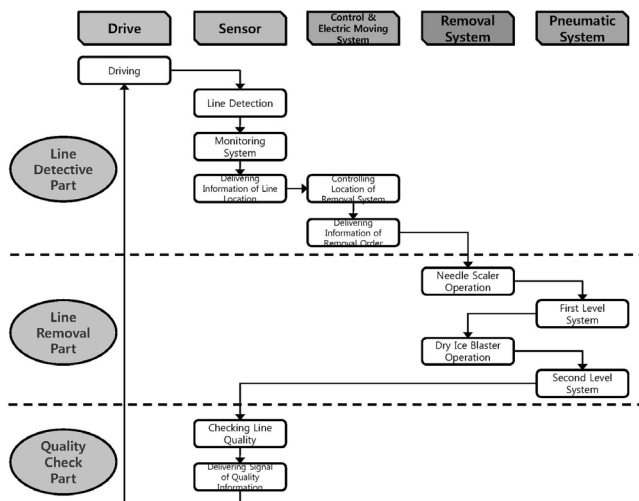 Drive
Sensor
Control &
Electric Moving
System
Removal
System
Pneumatic
System
Driving
Line Detection
Monitoring
System
Delivering
Information of Line
Location
Controlling
Location of
Removal System
Delivering
Information of
Removal Order
Line
Detective
Part
Needle Scaler
Operation
First Level
System
Dry Ice Blaster
Operation
Second Level
System
Line
Removal
Part
Checking Line
Quality
Delivering Signal
of Quality
Information
Quality
Check
Part